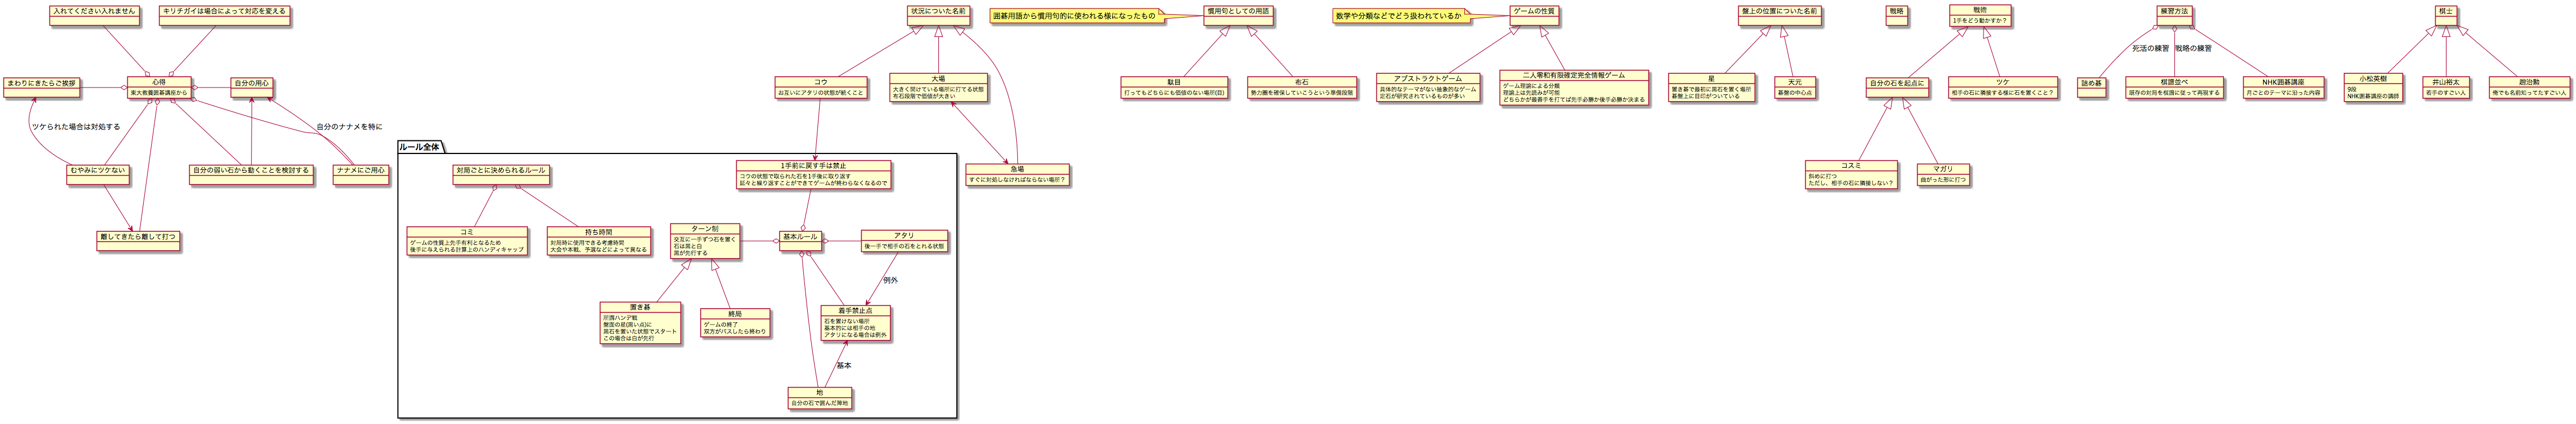 入れてください入れません
キリチガイは場合によって対応を変える
状況についた名前
囲碁用語から慣用句的に使われる様になったもの
慣用句としての用語
数学や分類などでどう扱われているか
ゲームの性質
盤上の位置についた名前
戦略
戦術
1手をどう動かすか？
練習方法
棋士
死活の練習
戦略の練習
まわりにきたらご挨拶
心得
東大教養囲碁講座から
自分の用心
コウ
お互いにアタリの状態が続くこと
大場
大きく開けている場所に打てる状態
布石段階で価値が大きい
駄目
打ってもどちらにも価値のない場所(目)
布石
勢力圏を確保していこうという準備段階
アブストラクトゲーム
具体的なテーマがない抽象的なゲーム
定石が研究されているものが多い
二人零和有限確定完全情報ゲーム
ゲーム理論による分類
理論上は先読みが可能
どちらかが最善手を打てば先手必勝か後手必勝が決まる
星
置き碁で最初に黒石を置く場所
碁盤上に目印がついている
天元
碁盤の中心点
自分の石を起点に
ツケ
相手の石に隣接する様に石を置くこと？
詰め碁
棋譜並べ
既存の対局を棋譜に従って再現する
NHK囲碁講座
月ごとのテーマに沿った内容
小松英樹
9段
NHK囲碁講座の講師
井山裕太
若手のすごい人
趙治勲
俺でも名前知ってたすごい人
ツケられた場合は対処する
自分のナナメを特に
ルール全体
むやみにツケない
自分の弱い石から動くことを検討する
ナナメにご用心
対局ごとに決められるルール
1手前に戻す手は禁止
コウの状態で取られた石を1手後に取り返す
延々と繰り返すことができてゲームが終わらなくなるので
急場
すぐに対処しなければならない場所？
コスミ
斜めに打つ
ただし、相手の石に隣接しない？
マガリ
曲がった形に打つ
離してきたら離して打つ
コミ
ゲームの性質上先手有利となるため
後手に与えられる計算上のハンディキャップ
持ち時間
対局時に使用できる考慮時間
大会や本戦、予選などによって異なる
ターン制
交互に一手ずつ石を置く
石は黒と白
黒が先行する
基本ルール
アタリ
後一手で相手の石をとれる状態
例外
置き碁
所謂ハンデ戦
盤面の星(黒い点)に
黒石を置いた状態でスタート
この場合は白が先行
終局
ゲームの終了
双方がパスしたら終わり
着手禁止点
石を置けない場所
基本的には相手の地
アタリになる場合は例外
基本
地
自分の石で囲んだ陣地